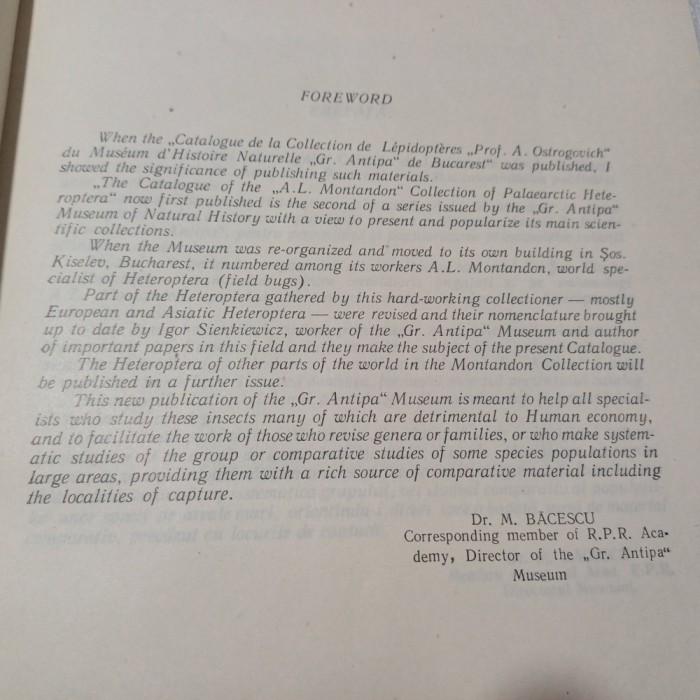 FOREWORD
When the „Catalogue de la Collection de Lépidoptères „Prof. A. Ostrogovich“
du Muséum d'Histoire Naturelle „Gr. Antipa“ de Bucarest“ was published, I
showed the significance of publishing such materials.
„The Catalogue of the „A.L. Montandon“ Collection of Palaearctic Hete-
roptera“ now first published is the second of a series issued by the „Gr. Antipa“
Museum of Natural History with a view to present and popularize its main scien-
tific collections.
When the Museum was re-organized and moved to its own building in Șos.
Kiselev, Bucharest, it numbered among its workers A.L. Montandon, world spe-
cialist of Heteroptera (field bugs).
Part of the Heteroptera gathered by this hard-working collectioner — mostly
European and Asiatic Heteroptera — were revised and their nomenclature brought
up to date by Igor Sienkiewicz, worker of the „Gr. Antipa“ Museum and author
of important papers in this field and they make the subject of the present Catalogue.
The Heteroptera of other parts of the world in the Montandon Collection will
be published in a further issue.
This new publication of the „Gr. Antipa“ Museum is meant to help all special-
ists who study these insects many of which are detrimental to Human economy,
and to facilitate the work of those who revise genera or families, or who make system-
atic studies of the group or comparative studies of some species populations in
large areas, providing them with a rich source of comparative material including
the localities of capture.
Dr. M. BĂCESCU
Corresponding member of R.P.R. Aca-
demy, Director of the „Gr. Antipa“
Museum